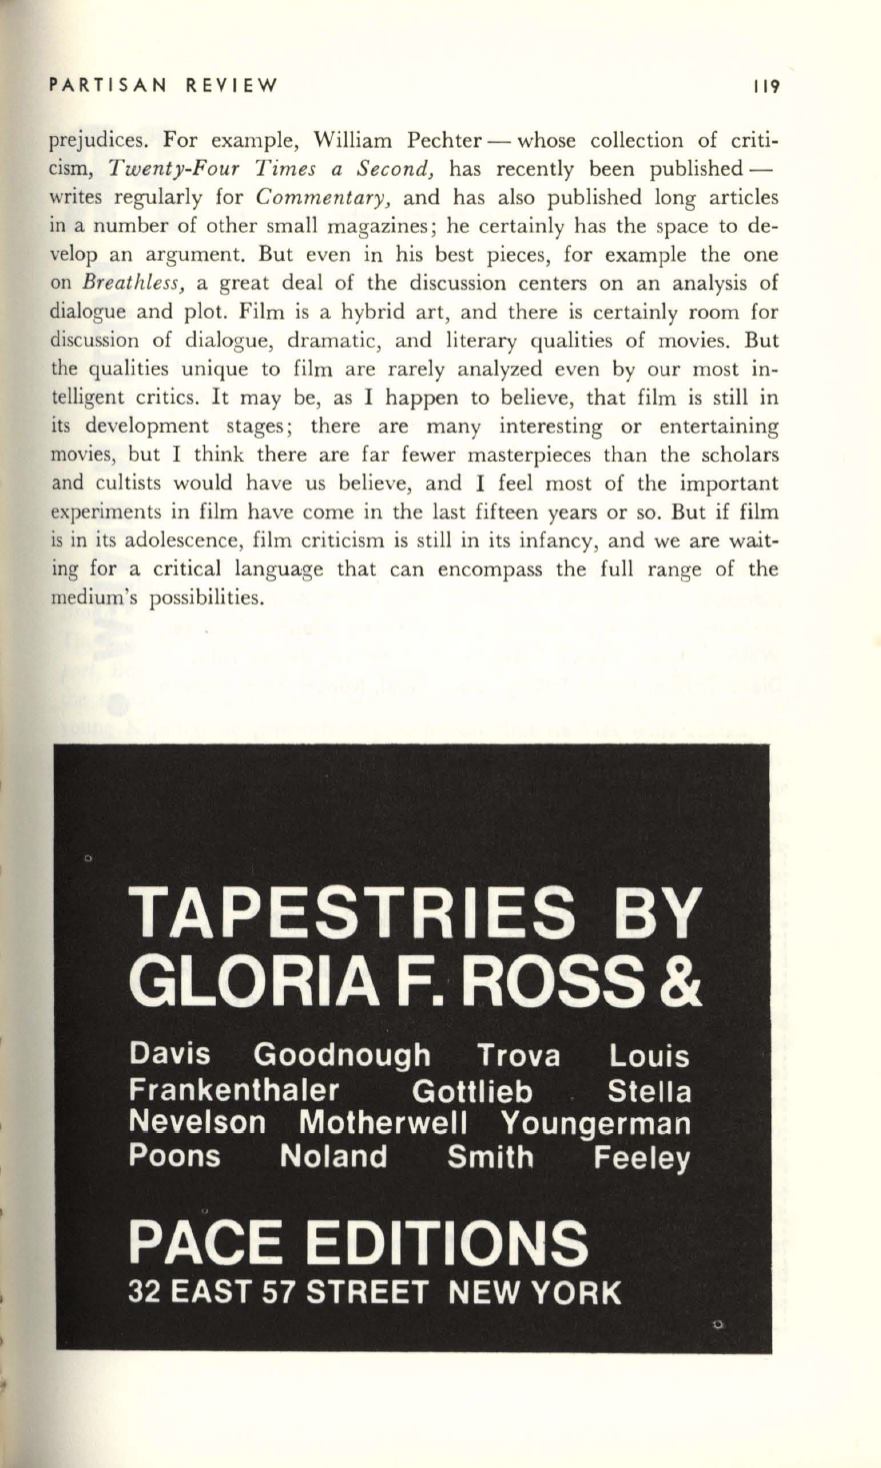 PARTISAN REVIEW 119
prejudices. For example, William Pechter — whose collection of criti-
cism, Twenty-Four Times a Second, has recently been published —
writes regularly for Commentary, and has also published long articles
in a number of other small magazines; he certainly has the space to de-
velop an argument. But even in his best pieces, for example the one
on Breathless, a great deal of the discussion centers on an analysis of
dialogue and plot. Film is a hybrid art, and there is certainly room for
discussion of dialogue, dramatic, and literary qualities of movies. But
the qualities unique to film are rarely analyzed even by our most in-
telligent critics. It may be, as I happen to believe, that film is still in
its development stages; there are many interesting or entertaining
movies, but I think there are far fewer masterpieces than the scholars
and cultists would have us believe, and I feel most of the important
experiments in film have come in the last fifteen years or so. But if film
is in its adolescence, film criticism is still in its infancy, and we are wait-
ing for a critical language that can encompass the full range of the
medium's possibilities.
TAPESTRIES BY
GLORIA F. ROSS &
Davis Goodnough Trova Louis
Frankenthaler Gottlieb Stella
Nevelson Motherwell Youngerman
Poons Noland Smith Feeley
PACE EDITIONS
32 EAST 57 STREET NEW YORK